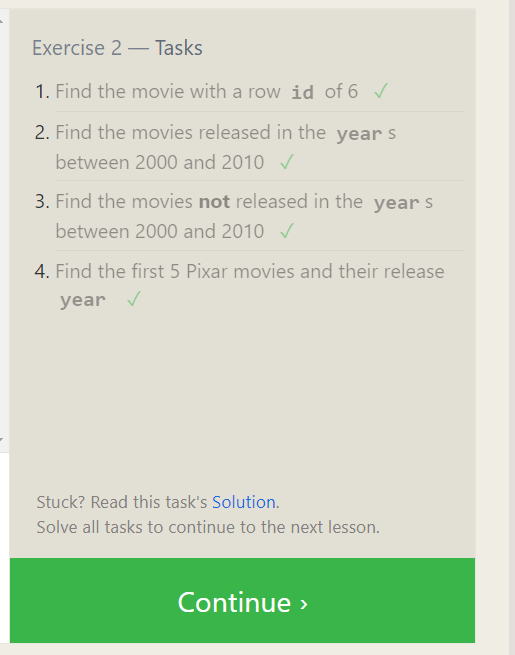 Exercise 2 — Tasks
1. Find the movie with a row id of 6 ✓
2. Find the movies released in the years
between 2000 and 2010 ✓
3. Find the movies not released in the years
between 2000 and 2010 ✓
4. Find the first 5 Pixar movies and their release
year ✓
Stuck? Read this task's Solution.
Solve all tasks to continue to the next lesson.
Continue ›